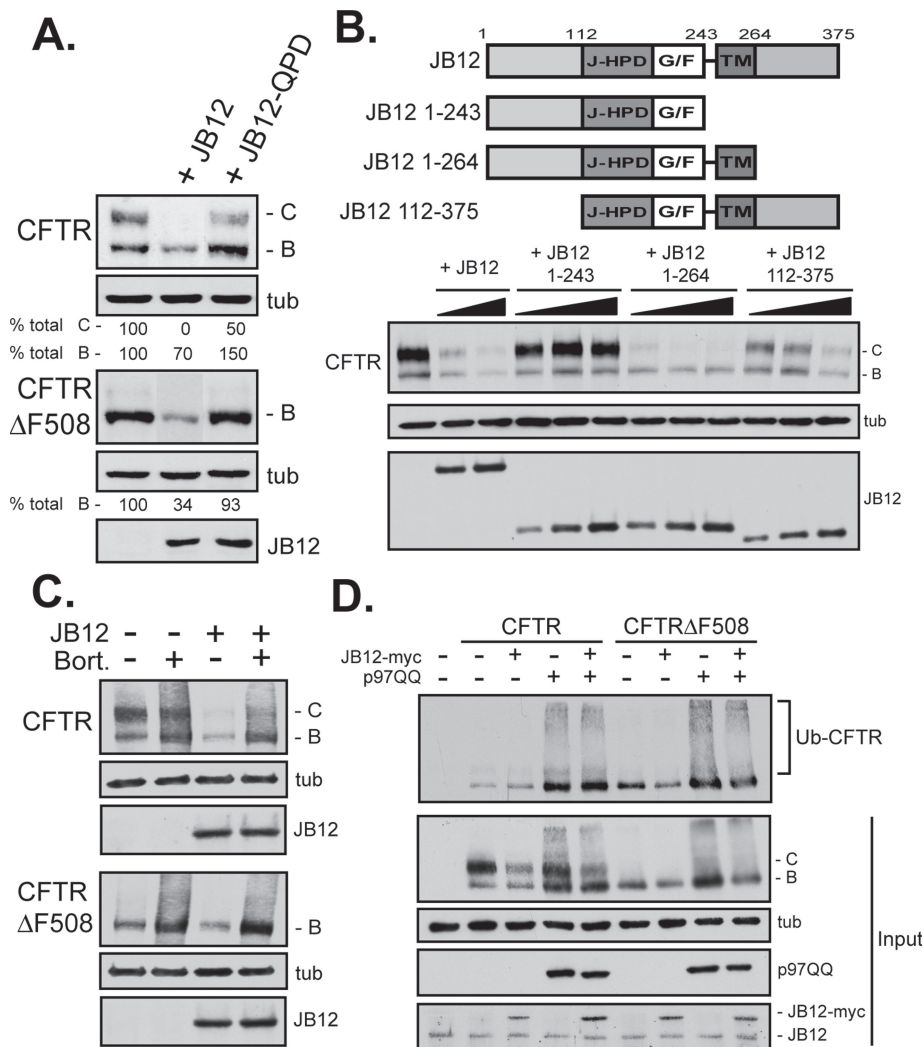 A.
+ JB12
+ JB12-QPD
CFTR
- C
- B
tub
% total C - 100 0 50
% total B - 100 70 150
CFTR
ΔF508
- B
tub
% total B - 100 34 93
JB12
B.
1 112 243 264 375
JB12 J-HPD G/F TM
JB12 1-243 J-HPD G/F
JB12 1-264 J-HPD G/F TM
JB12 112-375 J-HPD G/F TM
+ JB12
+ JB12
1-243
+ JB12
1-264
+ JB12
112-375
CFTR
- C
- B
tub
JB12
C.
JB12 - - + +
Bort. - + - +
CFTR
- C
- B
tub
JB12
CFTR
ΔF508
- B
tub
JB12
D.
CFTR CFTRΔF508
JB12-myc - - + - + - + - +
p97QQ - - - + + - - + +
Ub-CFTR
- C
- B
tub
p97QQ
- JB12-myc
- JB12
Input